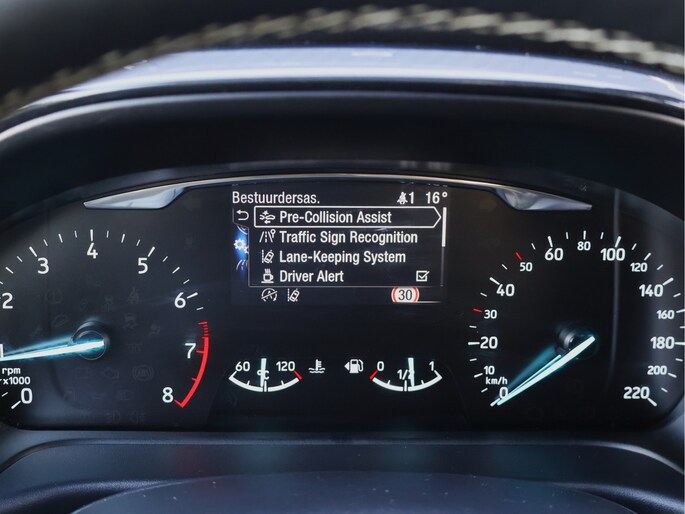 Bestuurdersas. 1 16°
Pre-Collision Assist
Traffic Sign Recognition
Lane-Keeping System
Driver Alert
30
2 3 4 5 6 7 8
rpm
x1000
0
60 °C 120
0 1/2 1
0 10 20 30 40 50 60 80 100 120 140 160 180 200 220
km/h